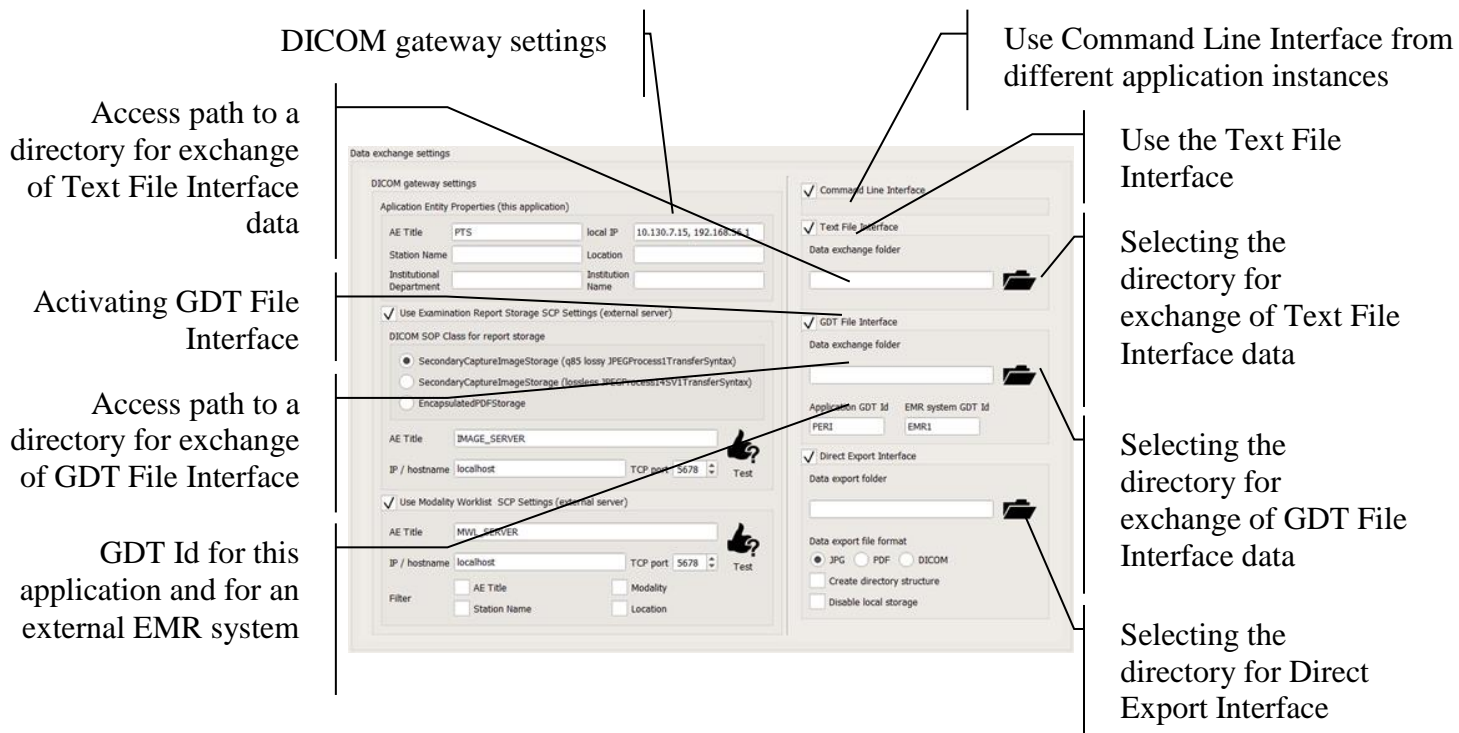 DICOM gateway settings
Use Command Line Interface from
different application instances
Access path to a
directory for exchange
of Text File Interface
data
Activating GDT File
Interface
Access path to a
directory for exchange
of GDT File Interface
GDT Id for this
application and for an
external EMR system
Data exchange settings
DICOM gateway settings
Aplication Entity Properties (this application)
AE Title PTS local IP 10.130.7.15, 192.168.56.1
Station Name Location
Institutional Department Institution Name
Use Examination Report Storage SCP Settings (external server)
DICOM SOP Class for report storage
SecondaryCaptureImageStorage (q85 lossy JPEGProcess1TransferSyntax)
SecondaryCaptureImageStorage (lossless JPEGProcess14SV1TransferSyntax)
EncapsulatedPDFStorage
AE Title IMAGE_SERVER
IP / hostname localhost TCP port 5678 Test
Use Modality Worklist SCP Settings (external server)
AE Title MWL_SERVER
IP / hostname localhost TCP port 5678 Test
Filter AE Title Modality
Station Name Location
Command Line Interface
Text File Interface
Data exchange folder
GDT File Interface
Data exchange folder
Application GDT Id EMR system GDT Id
PERI EMR1
Direct Export Interface
Data export folder
Data export file format
JPG PDF DICOM
Create directory structure
Disable local storage
Use the Text File
Interface
Selecting the
directory for
exchange of Text File
Interface data
Selecting the
directory for
exchange of GDT File
Interface data
Selecting the
directory for Direct
Export Interface